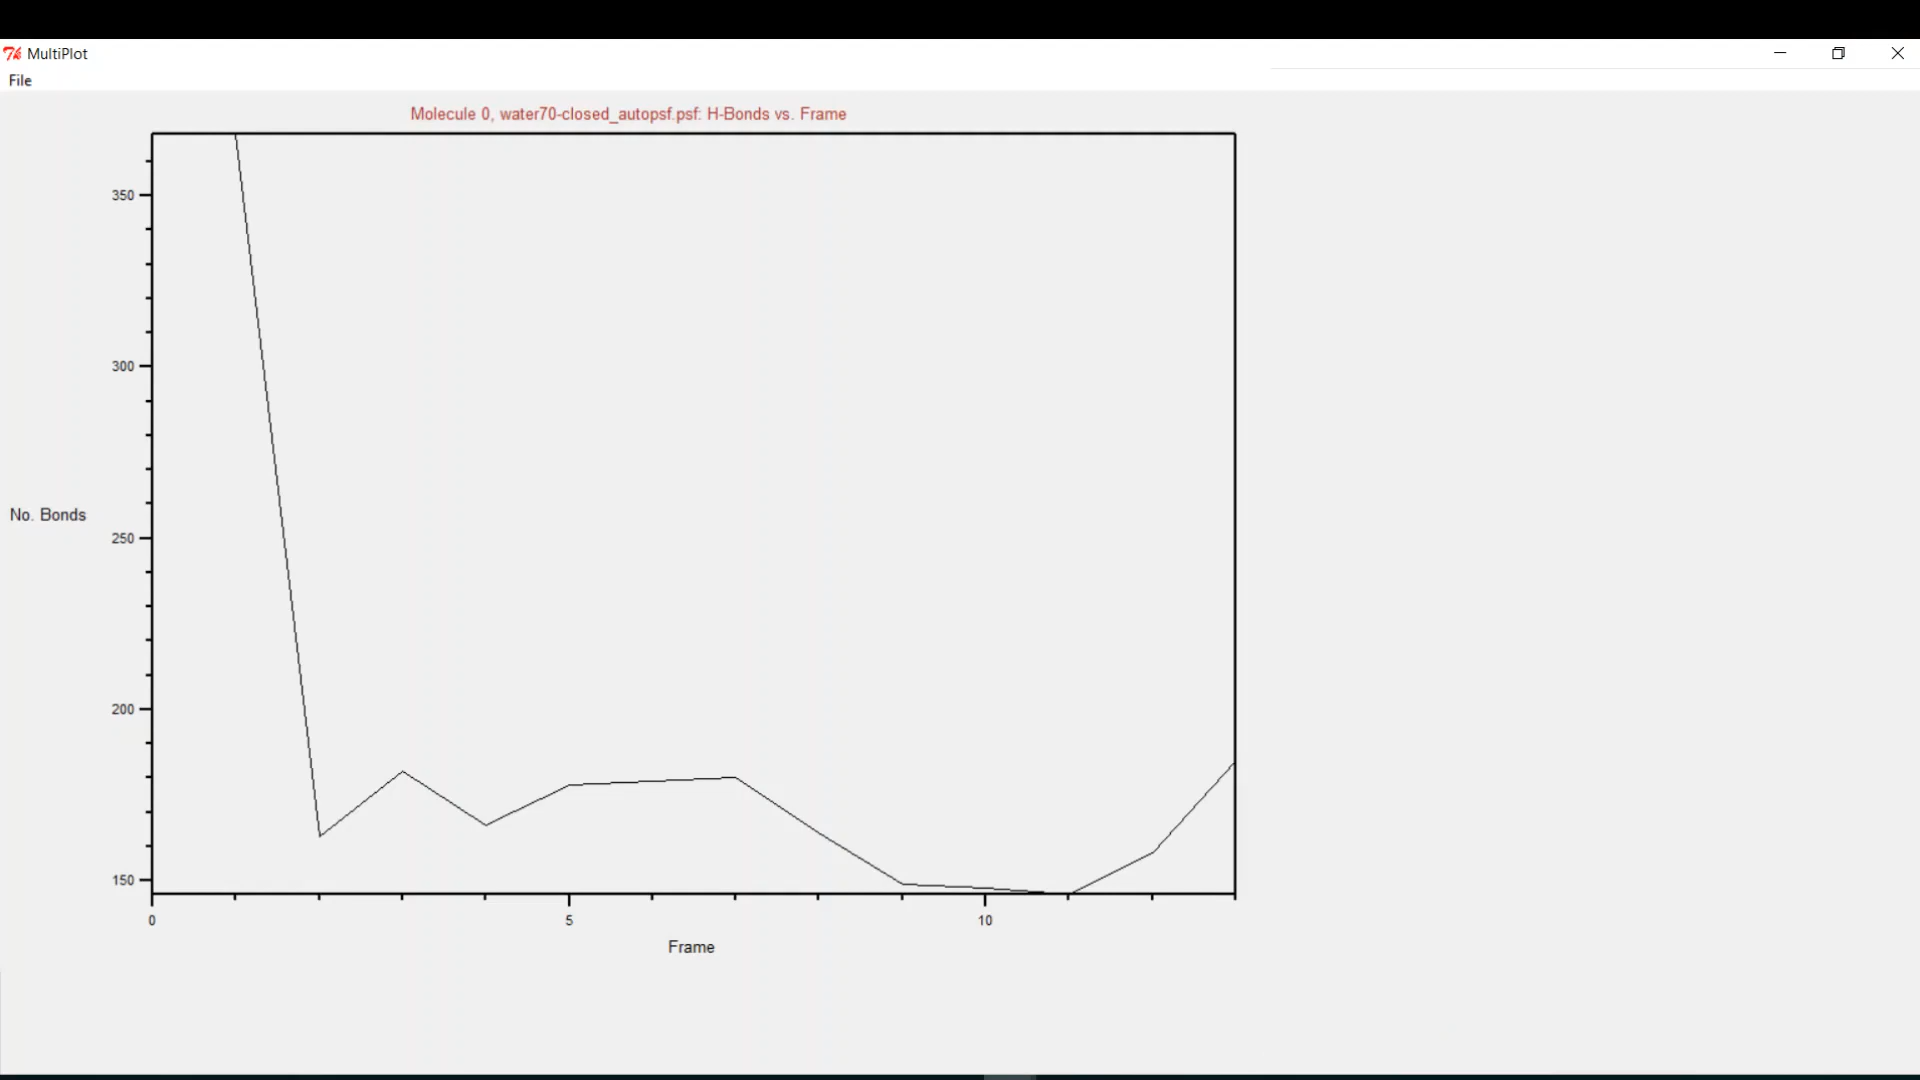 MultiPlot
File
Molecule 0, water70-closed_autopsf.psf: H-Bonds vs. Frame
350
300
No. Bonds
250
200
150
0 5 10
Frame